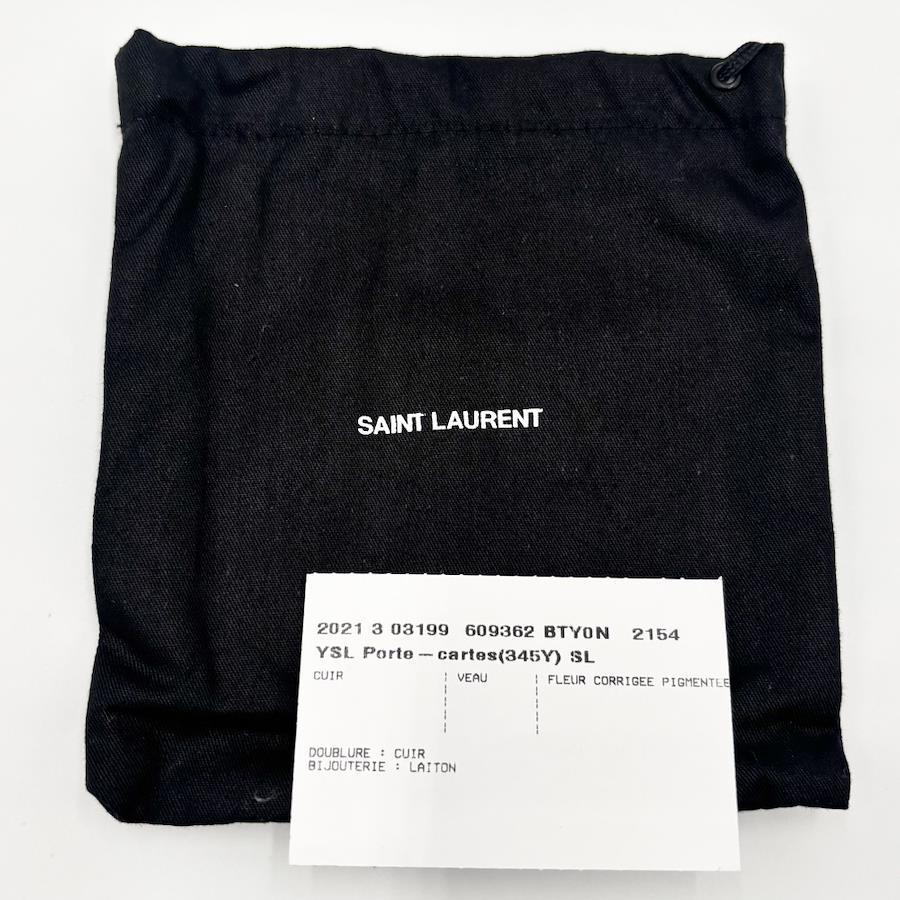 SAINT LAURENT
2021 3 03199 609362 BTY0N 2154
YSL Porte-cartes(345Y) SL
CUIR VEAU FLEUR CORRIGEE PIGMENTEE
DOUBLURE : CUIR
BIJOUTERIE : LAITON